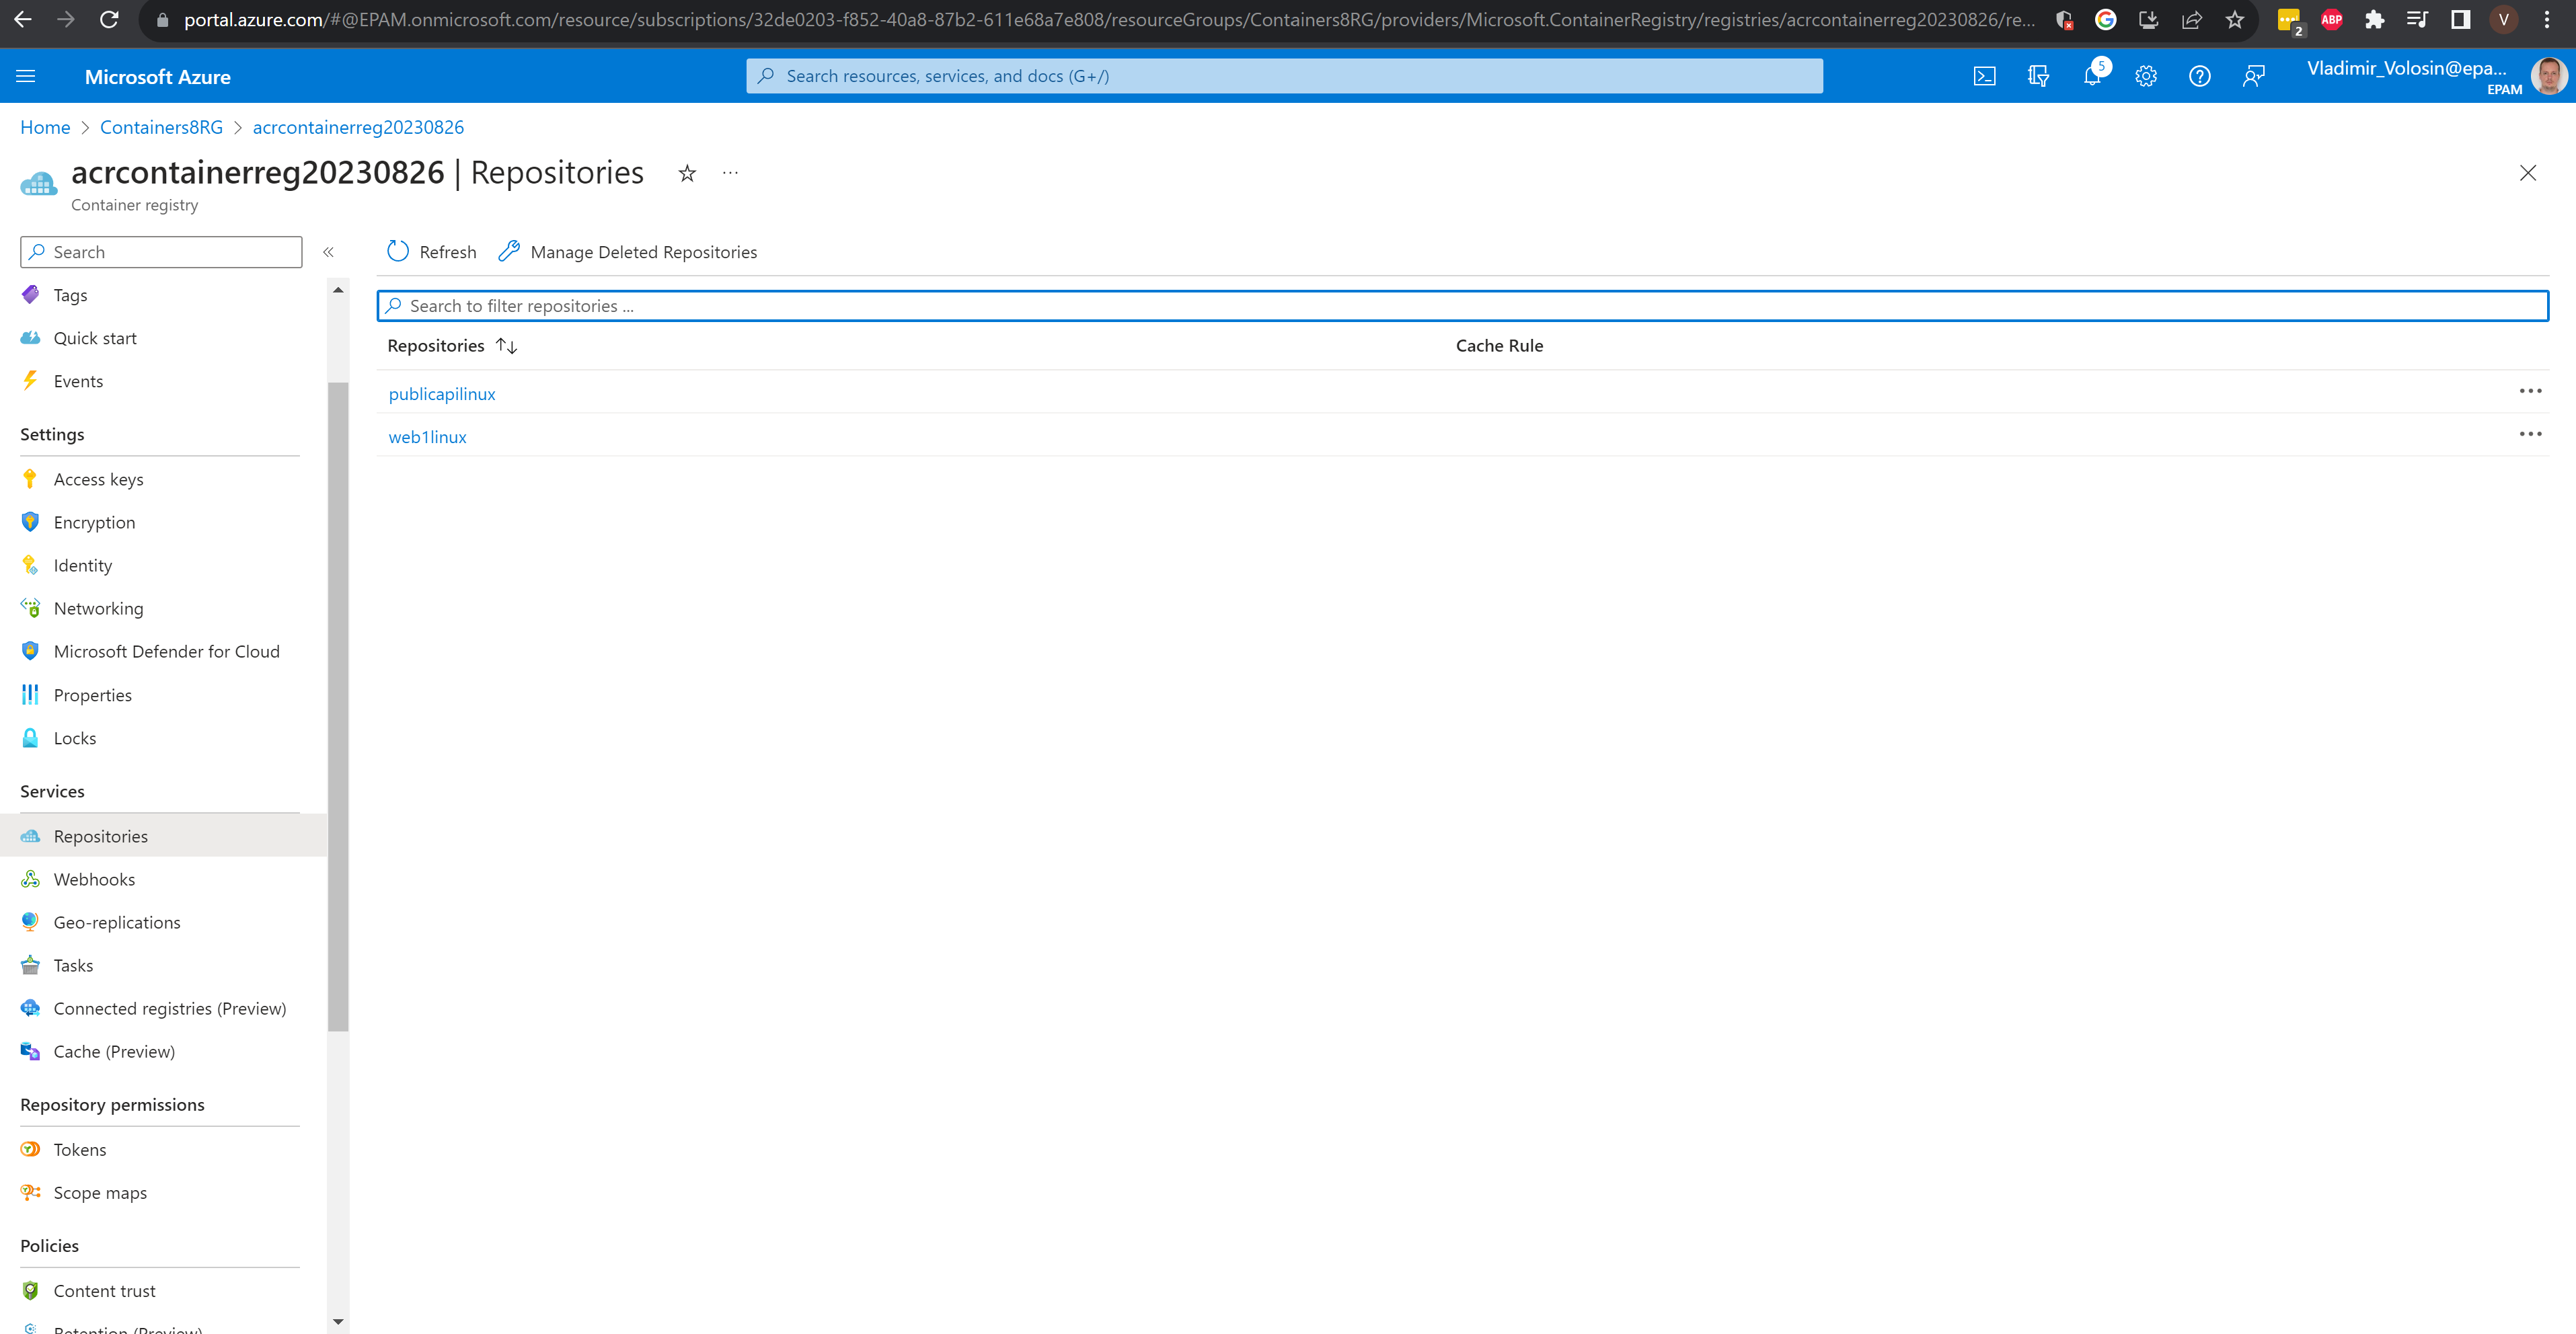 portal.azure.com/#@EPAM.onmicrosoft.com/resource/subscriptions/32de0203-f852-40a8-87b2-611e68a7e808/resourceGroups/Containers8RG/providers/Microsoft.ContainerRegistry/registries/acrcontainerreg20230826/re...
2
ABP
V
Microsoft Azure
Search resources, services, and docs (G+/)
5
Vladimir_Volosin@epa...
EPAM
Home > Containers8RG > acrcontainerreg20230826
acrcontainerreg20230826 | Repositories
Container registry
Search
Refresh
Manage Deleted Repositories
Search to filter repositories ...
Repositories
Cache Rule
publicapilinux
web1linux
Tags
Quick start
Events
Settings
Access keys
Encryption
Identity
Networking
Microsoft Defender for Cloud
Properties
Locks
Services
Repositories
Webhooks
Geo-replications
Tasks
Connected registries (Preview)
Cache (Preview)
Repository permissions
Tokens
Scope maps
Policies
Content trust
Retention (Preview)